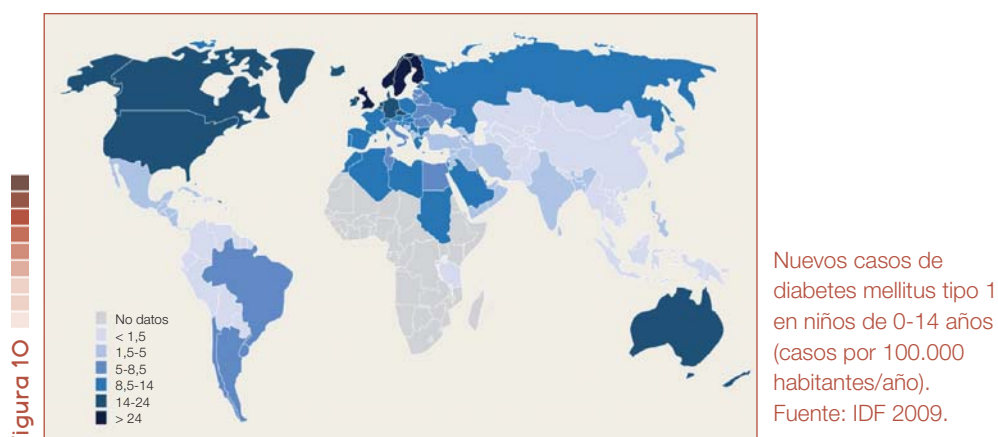 No datos
< 1,5
1,5-5
5-8,5
8,5-14
14-24
> 24
igura 10
Nuevos casos de
diabetes mellitus tipo 1
en niños de 0-14 años
(casos por 100.000
habitantes/año).
Fuente: IDF 2009.